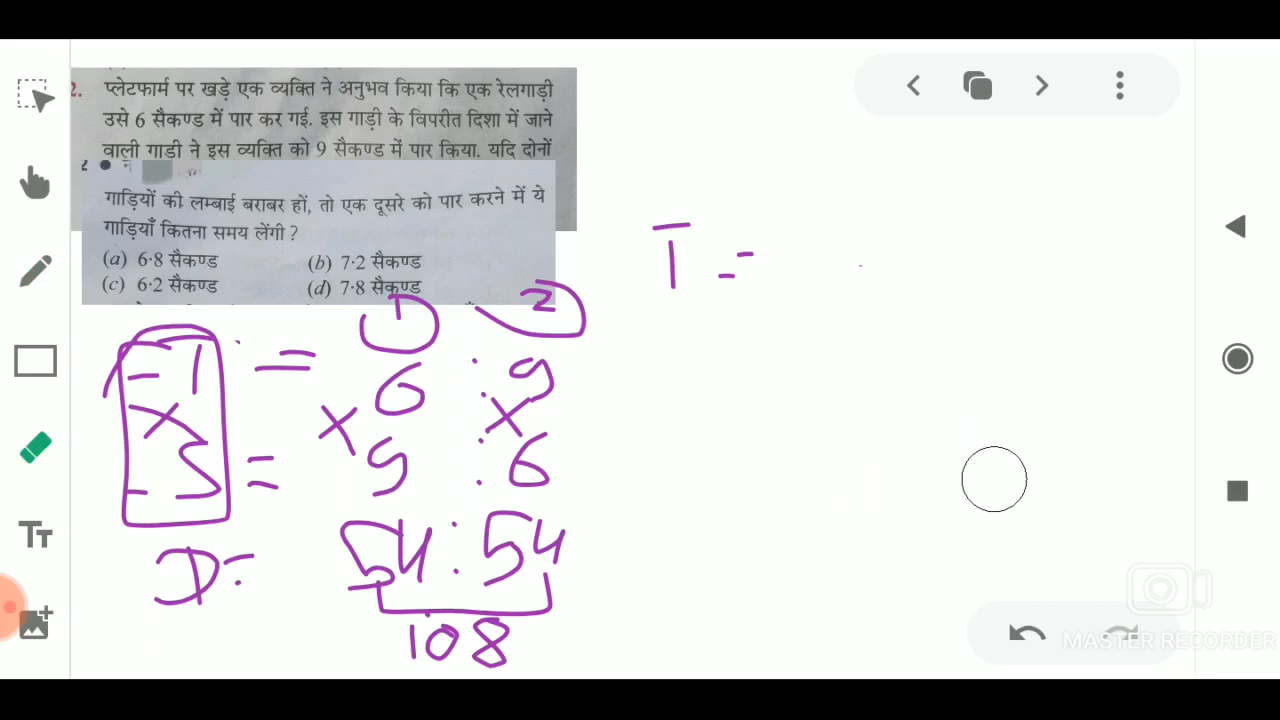 2. प्लेटफार्म पर खड़े एक व्यक्ति ने अनुभव किया कि एक रेलगाड़ी
उसे 6 सैकण्ड में पार कर गई. इस गाड़ी के विपरीत दिशा में जाने
वाली गाडी ने इस व्यक्ति को 9 सैकण्ड में पार किया. यदि दोनों
गाड़ियों की लम्बाई बराबर हों, तो एक दूसरे को पार करने में ये
गाड़ियाँ कितना समय लेंगी ?
(a) 6·8 सैकण्ड (b) 7·2 सैकण्ड
(c) 6·2 सैकण्ड (d) 7·8 सैकण्ड
T =
1 2
= 6 : 9
× × ×
S = 9 : 6
D = 54 : 54
108
Tт
MASTER RECORDER